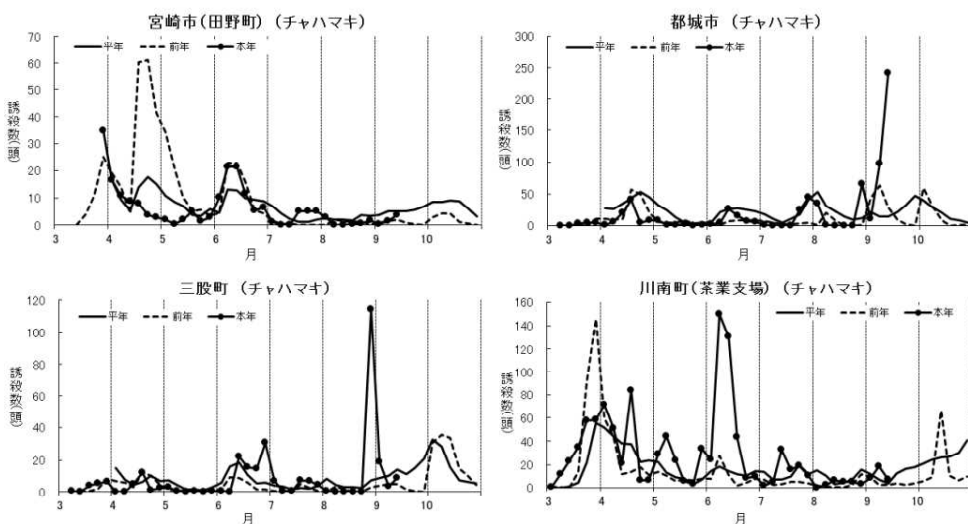 宮崎市(田野町)(チャハマキ)
平年 前年 本年
誘殺数(頭)
70
60
50
40
30
20
10
0
3 4 5 6 7 8 9 10
月
都城市 (チャハマキ)
平年 前年 本年
誘殺数(頭)
300
250
200
150
100
50
0
3 4 5 6 7 8 9 10
月
三股町 (チャハマキ)
平年 前年 本年
誘殺数(頭)
120
100
80
60
40
20
0
3 4 5 6 7 8 9 10
月
川南町(茶業支場) (チャハマキ)
平年 前年 本年
誘殺数(頭)
160
140
120
100
80
60
40
20
0
3 4 5 6 7 8 9 10
月